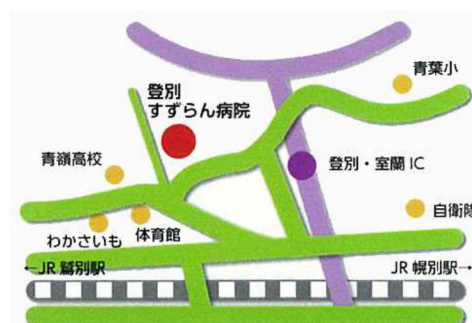 青葉小
登別
すずらん病院
青嶺高校
登別・室蘭 IC
自衛隊
体育館
わかさいも
←JR 鷲別駅
JR 幌別駅→